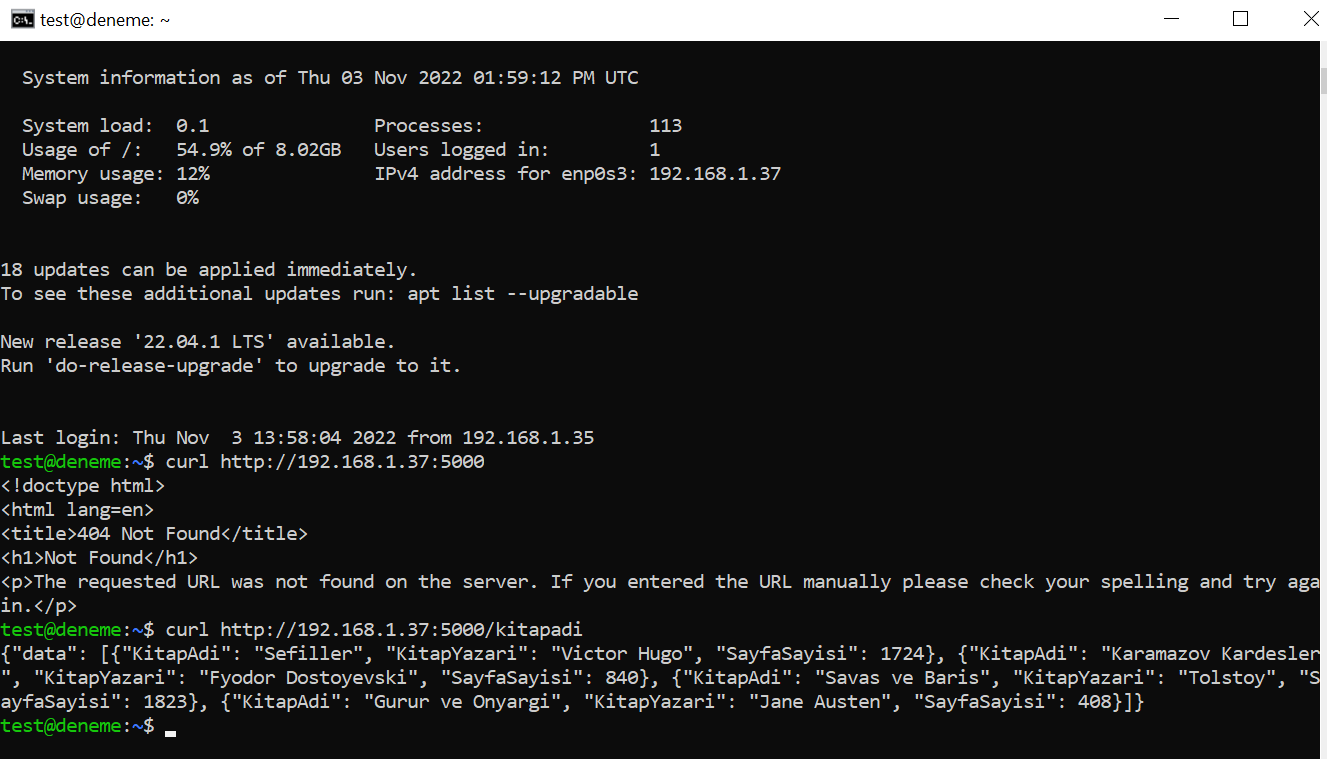 test@deneme: ~
System information as of Thu 03 Nov 2022 01:59:12 PM UTC
System load:  0.1               Processes:               113
Usage of /:   54.9% of 8.02GB   Users logged in:         1
Memory usage: 12%               IPv4 address for enp0s3: 192.168.1.37
Swap usage:   0%
18 updates can be applied immediately.
To see these additional updates run: apt list --upgradable
New release '22.04.1 LTS' available.
Run 'do-release-upgrade' to upgrade to it.
Last login: Thu Nov  3 13:58:04 2022 from 192.168.1.35
test@deneme:~$ curl http://192.168.1.37:5000
<!doctype html>
<html lang=en>
<title>404 Not Found</title>
<h1>Not Found</h1>
<p>The requested URL was not found on the server. If you entered the URL manually please check your spelling and try aga
in.</p>
test@deneme:~$ curl http://192.168.1.37:5000/kitapadi
{"data": [{"KitapAdi": "Sefiller", "KitapYazari": "Victor Hugo", "SayfaSayisi": 1724}, {"KitapAdi": "Karamazov Kardesler
", "KitapYazari": "Fyodor Dostoyevski", "SayfaSayisi": 840}, {"KitapAdi": "Savas ve Baris", "KitapYazari": "Tolstoy", "S
ayfaSayisi": 1823}, {"KitapAdi": "Gurur ve Onyargi", "KitapYazari": "Jane Austen", "SayfaSayisi": 408}]}
test@deneme:~$